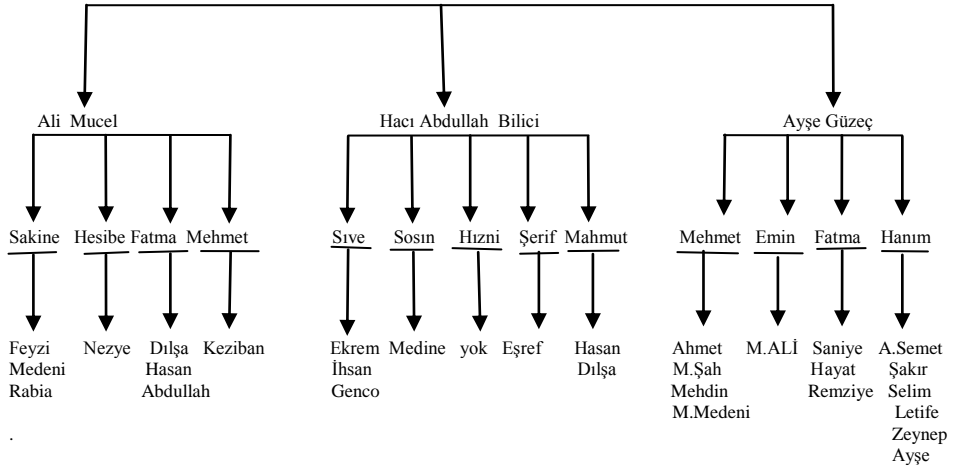 Ali Mucel Hacı Abdullah Bilici Ayşe Güzeç
Sakine Hesibe Fatma Mehmet Sıve Sosın Hızni Şerif Mahmut Mehmet Emin Fatma Hanım
Feyzi Nezye Dılşa Keziban Ekrem Medine yok Eşref Hasan Ahmet M.ALİ Saniye A.Semet
Medeni Hasan İhsan Dılşa M.Şah Hayat Şakır
Rabia Abdullah Genco Mehdin Remziye Selim
M.Medeni Letife
. Zeynep
Ayşe